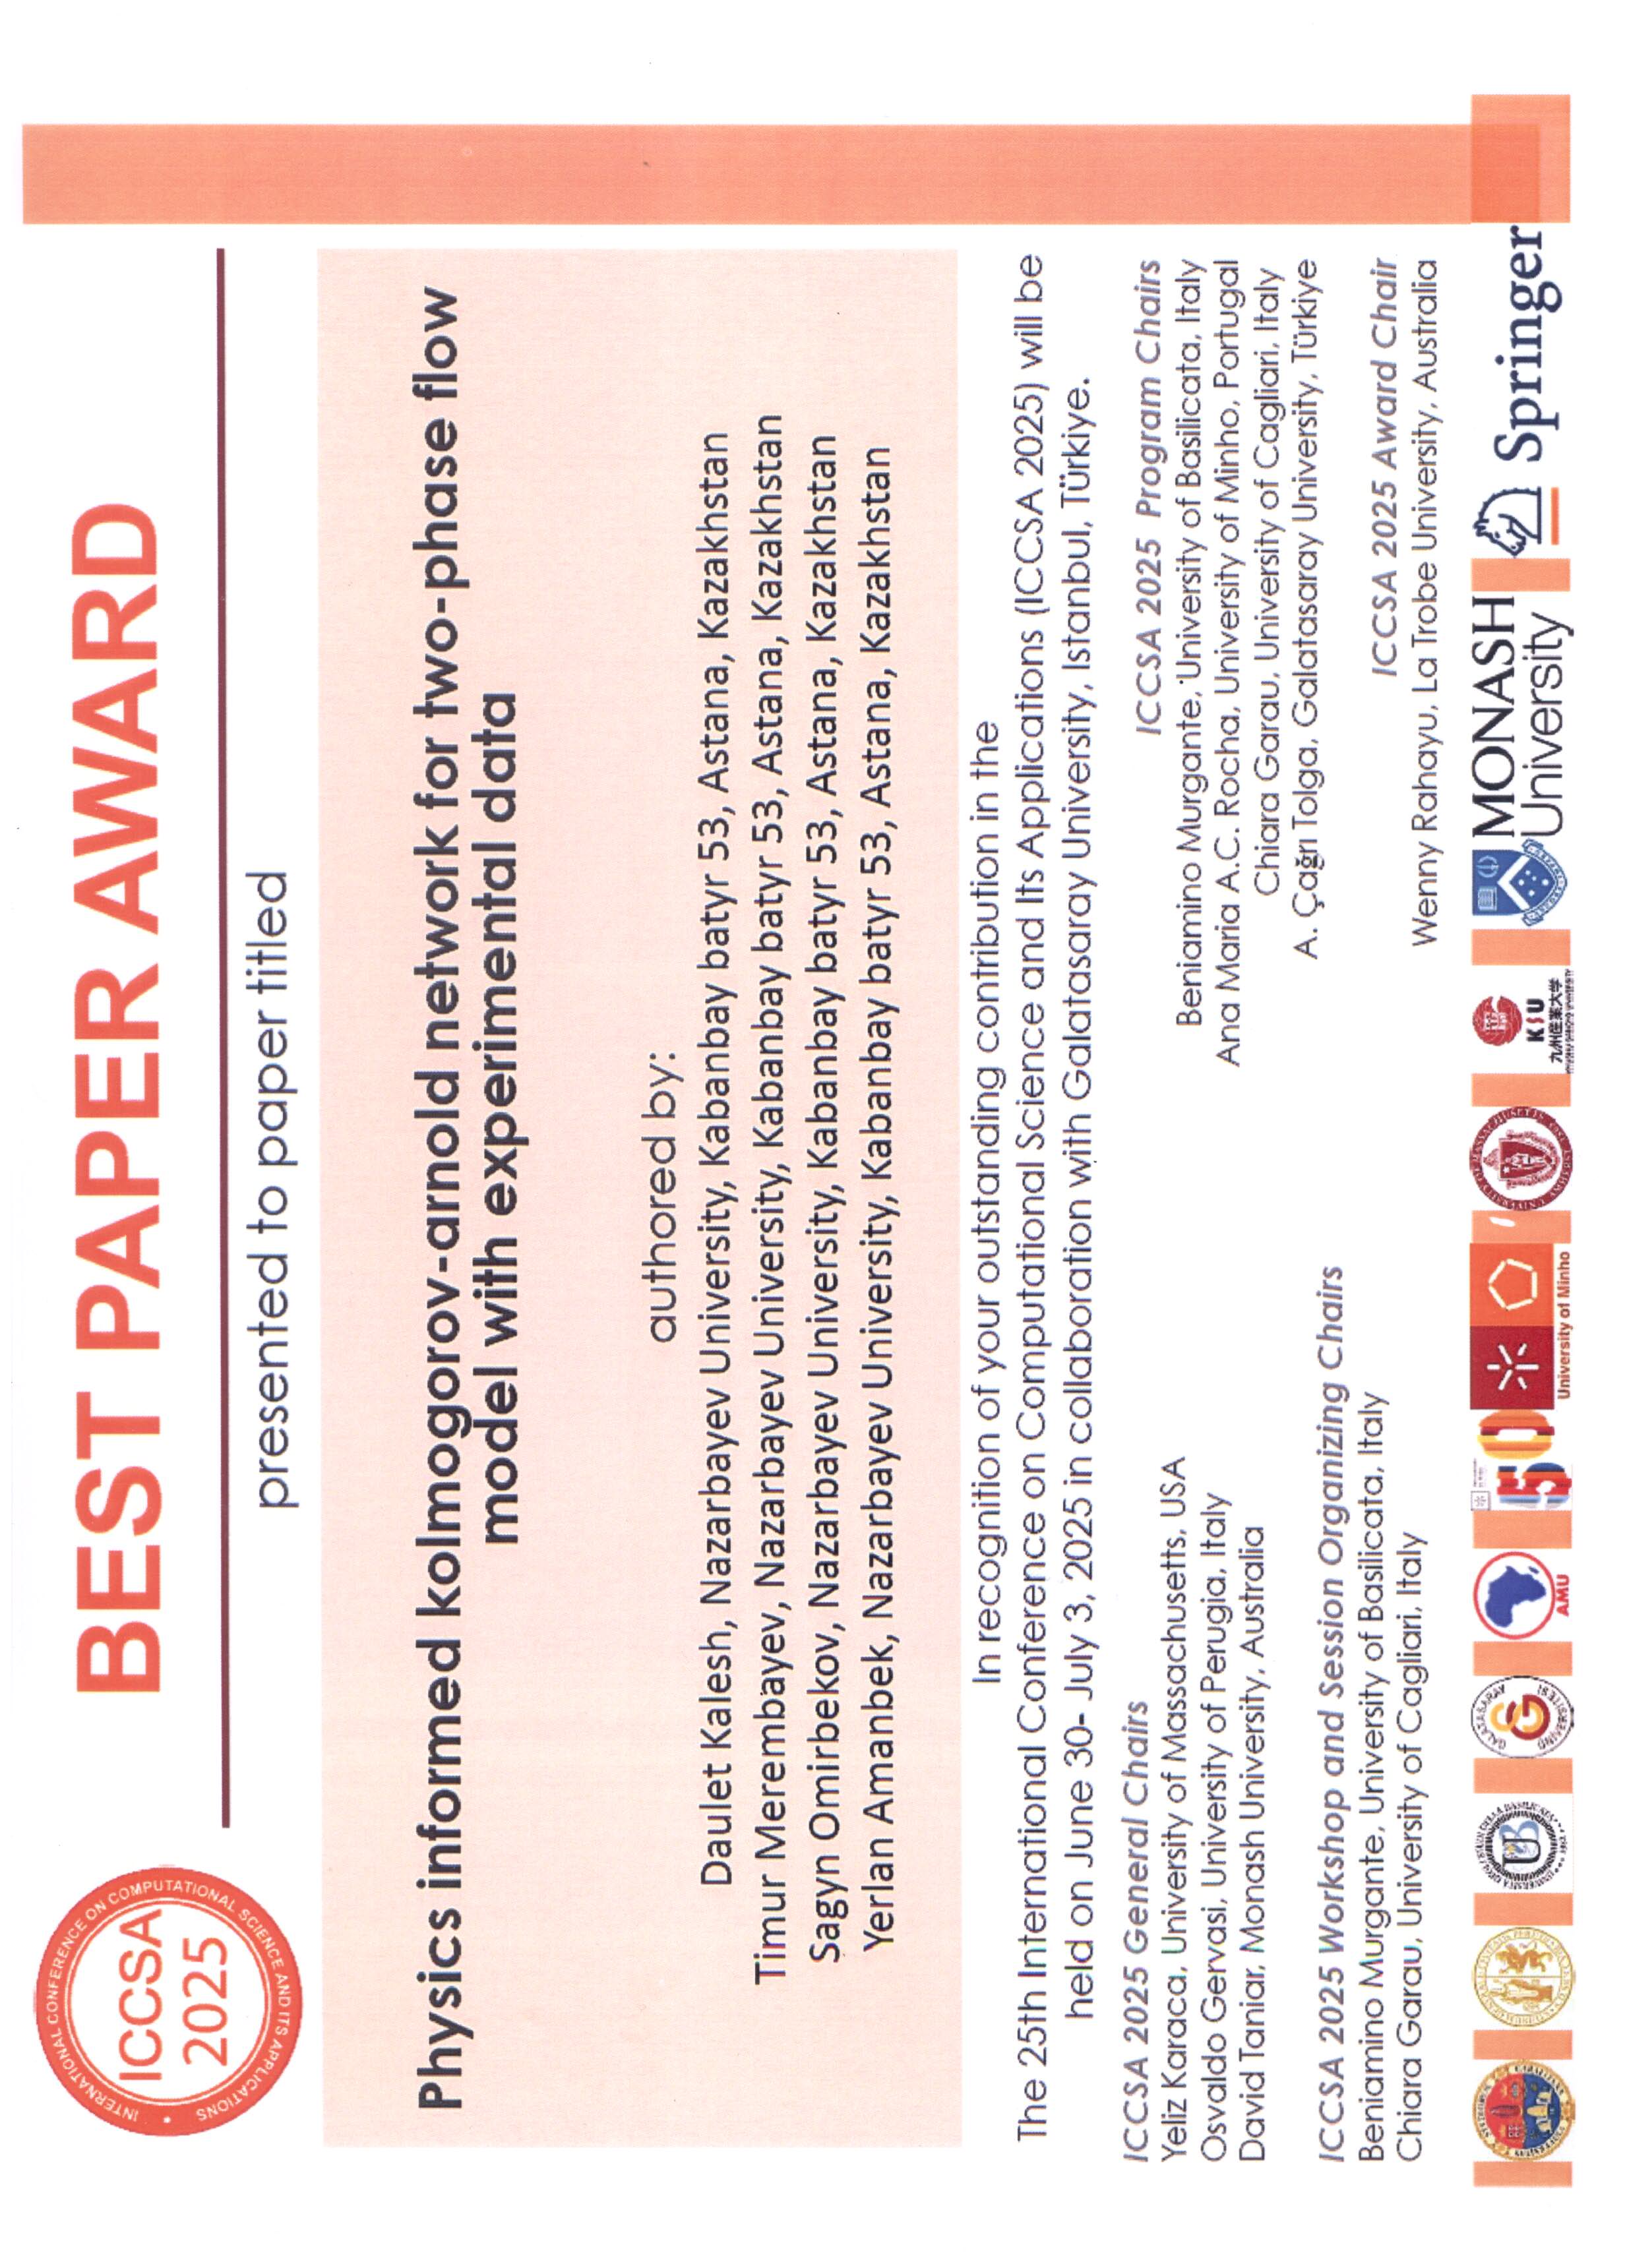 INTERNATIONAL CONFERENCE ON COMPUTATIONAL SCIENCE AND ITS APPLICATIONS
ICCSA
2025
BEST PAPER AWARD
presented to paper titled
Physics informed kolmogorov-arnold network for two-phase flow
model with experimental data
authored by:
Daulet Kalesh, Nazarbayev University, Kabanbay batyr 53, Astana, Kazakhstan
Timur Merembayev, Nazarbayev University, Kabanbay batyr 53, Astana, Kazakhstan
Sagyn Omirbekov, Nazarbayev University, Kabanbay batyr 53, Astana, Kazakhstan
Yerlan Amanbek, Nazarbayev University, Kabanbay batyr 53, Astana, Kazakhstan
In recognition of your outstanding contribution in the
The 25th International Conference on Computational Science and Its Applications (ICCSA 2025) will be
held on June 30- July 3, 2025 in collaboration with Galatasaray University, Istanbul, Türkiye.
ICCSA 2025 General Chairs
Yeliz Karaca, University of Massachusetts, USA
Osvaldo Gervasi, University of Perugia, Italy
David Taniar, Monash University, Australia
ICCSA 2025 Workshop and Session Organizing Chairs
Beniamino Murgante, University of Basilicata, Italy
Chiara Garau, University of Cagliari, Italy
ICCSA 2025 Program Chairs
Beniamino Murgante, University of Basilicata, Italy
Ana Maria A.C. Rocha, University of Minho, Portugal
Chiara Garau, University of Cagliari, Italy
A. Çağrı Tolga, Galatasaray University, Türkiye
ICCSA 2025 Award Chair
Wenny Rahayu, La Trobe University, Australia
GALATASARAY
ÜNİVERSİTESİ
AMU
50
University of Minho
KSU
九州産業大学
KYUSHU SANGYO UNIVERSITY
MONASH
University
Springer